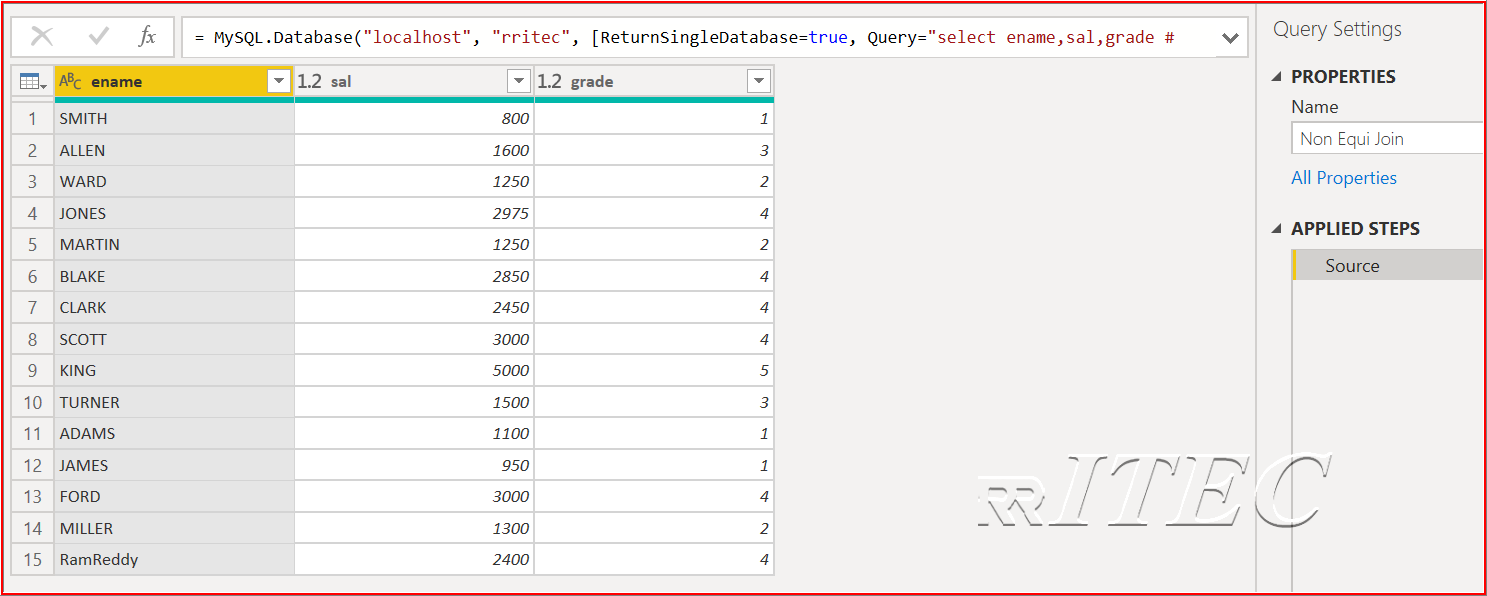 fx
= MySQL.Database("localhost", "rritec", [ReturnSingleDatabase=true, Query="select ename,sal,grade #
ABC ename 1.2 sal 1.2 grade
1 SMITH 800 1
2 ALLEN 1600 3
3 WARD 1250 2
4 JONES 2975 4
5 MARTIN 1250 2
6 BLAKE 2850 4
7 CLARK 2450 4
8 SCOTT 3000 4
9 KING 5000 5
10 TURNER 1500 3
11 ADAMS 1100 1
12 JAMES 950 1
13 FORD 3000 4
14 MILLER 1300 2
15 RamReddy 2400 4
Query Settings
PROPERTIES
Name
Non Equi Join
All Properties
APPLIED STEPS
Source
RRITEC